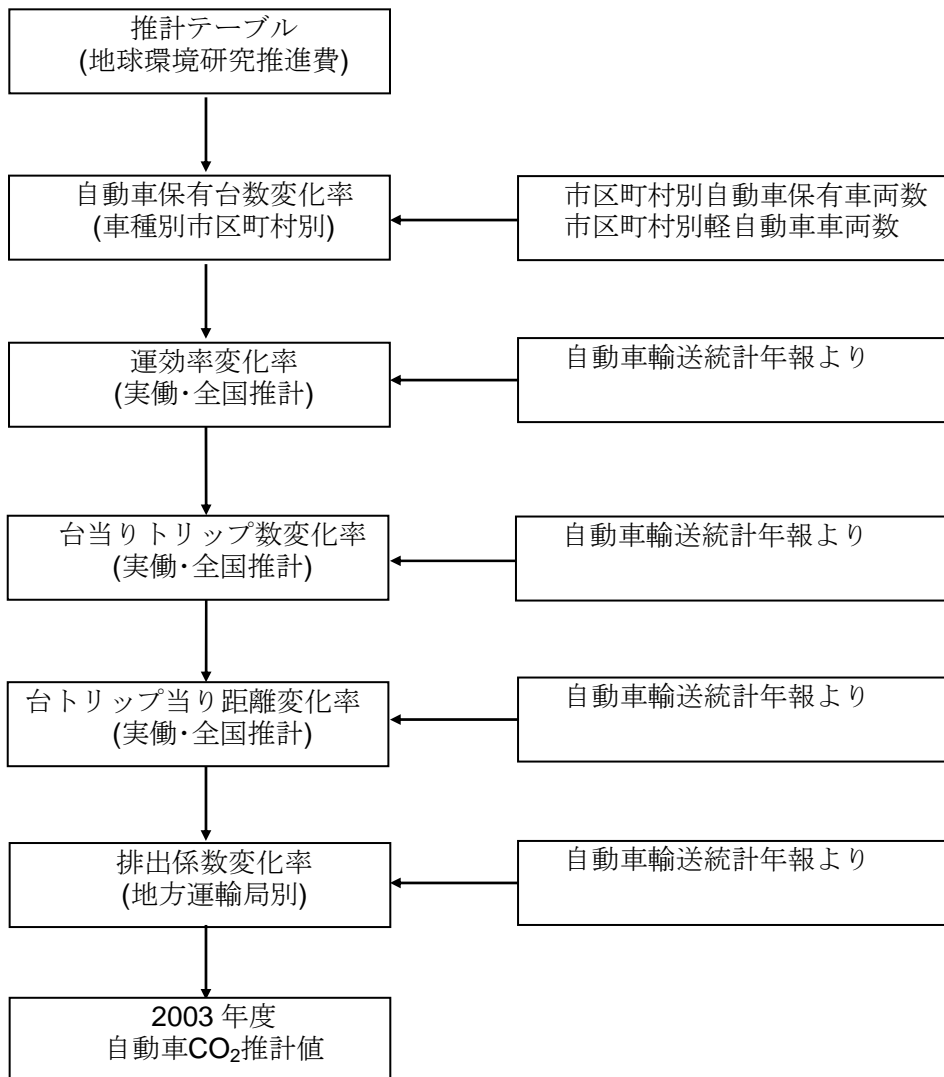 推計テーブル
(地球環境研究推進費)
自動車保有台数変化率
(車種別市区町村別)
市区町村別自動車保有車両数
市区町村別軽自動車車両数
運効率変化率
(実働・全国推計)
自動車輸送統計年報より
台当りトリップ数変化率
(実働・全国推計)
自動車輸送統計年報より
台トリップ当り距離変化率
(実働・全国推計)
自動車輸送統計年報より
排出係数変化率
(地方運輸局別)
自動車輸送統計年報より
2003 年度
自動車CO₂推計値